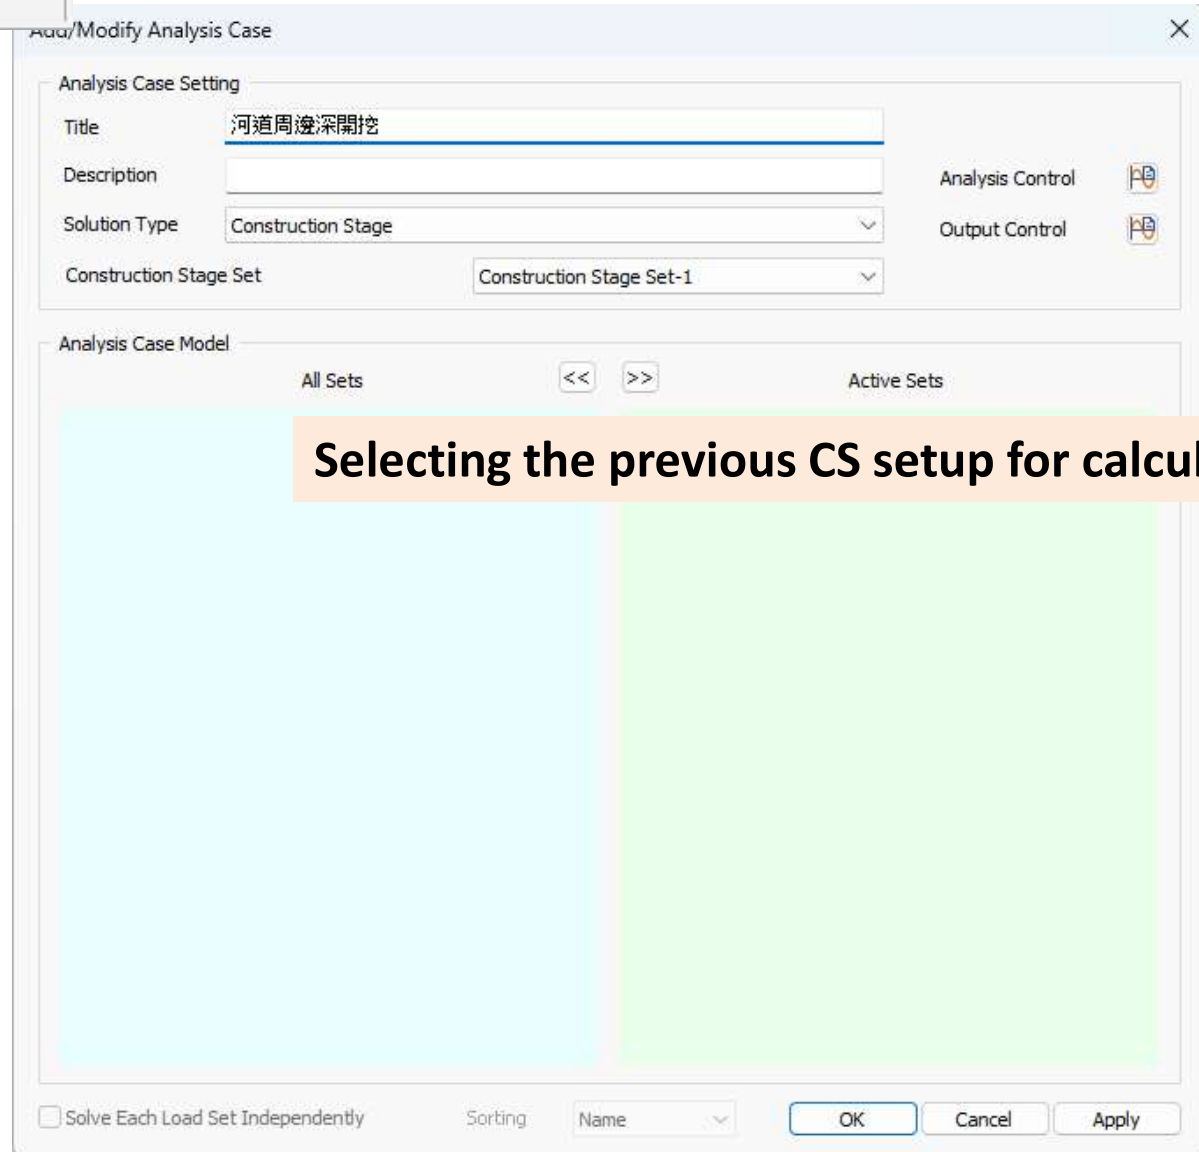 Add/Modify Analysis Case
Analysis Case Setting
Title 河道周邊深開挖
Description
Analysis Control
Solution Type Construction Stage
Output Control
Construction Stage Set Construction Stage Set-1
Analysis Case Model
All Sets << >> Active Sets
Selecting the previous CS setup for calcul
Solve Each Load Set Independently Sorting Name OK Cancel Apply